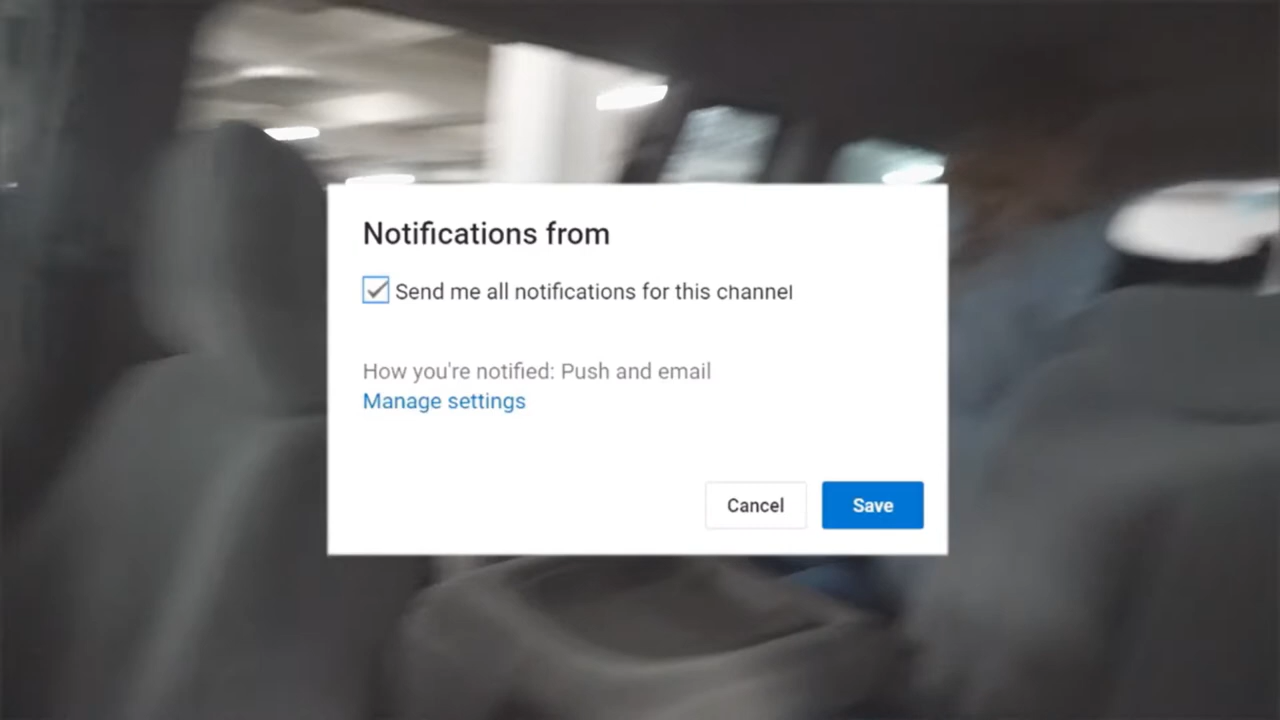 Notifications from
Send me all notifications for this channel
How you're notified: Push and email
Manage settings
Cancel
Save